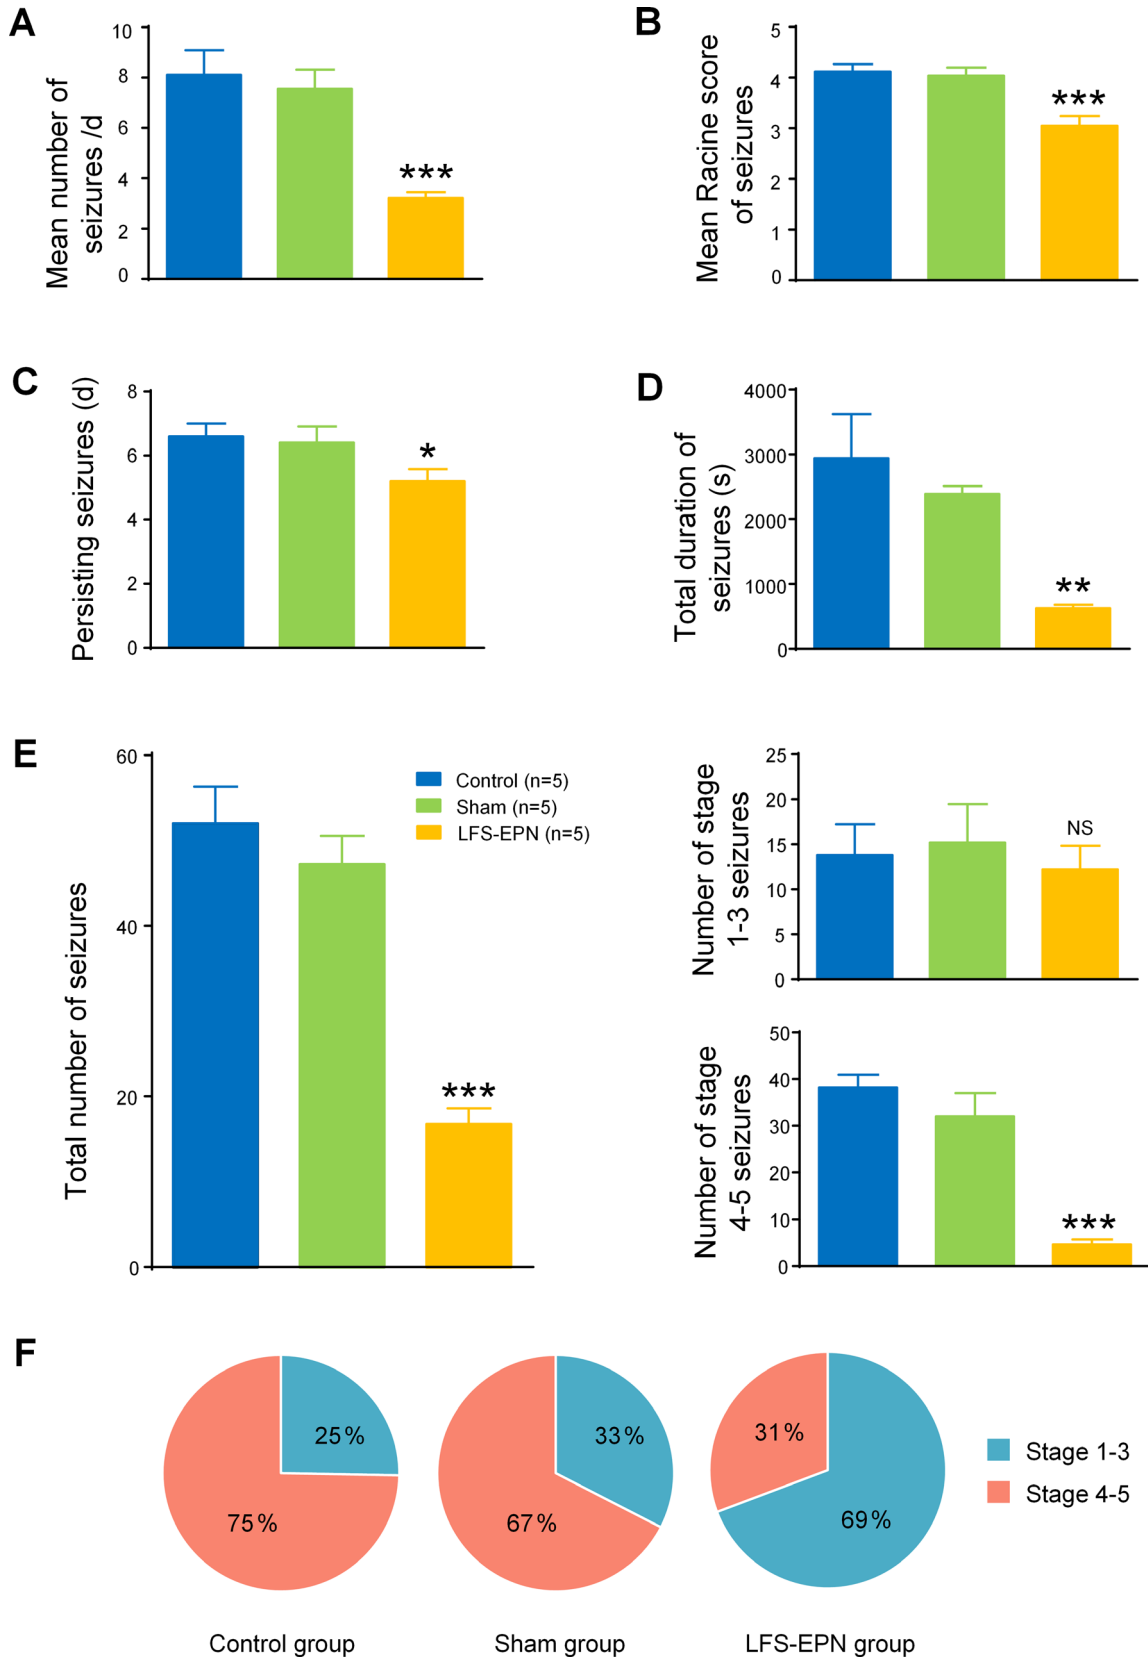 A
Mean number of
seizures /d
10
8
6
4
2
0
***
B
Mean Racine score
of seizures
5
4
3
2
1
0
***
C
Persisting seizures (d)
8
6
4
2
0
*
D
Total duration of
seizures (s)
4000
3000
2000
1000
0
**
E
Total number of seizures
60
40
20
0
***
Control (n=5)
Sham (n=5)
LFS-EPN (n=5)
Number of stage
1-3 seizures
25
20
15
10
5
0
NS
Number of stage
4-5 seizures
50
40
30
20
10
0
***
F
25%
75%
33%
67%
31%
69%
Stage 1-3
Stage 4-5
Control group
Sham group
LFS-EPN group